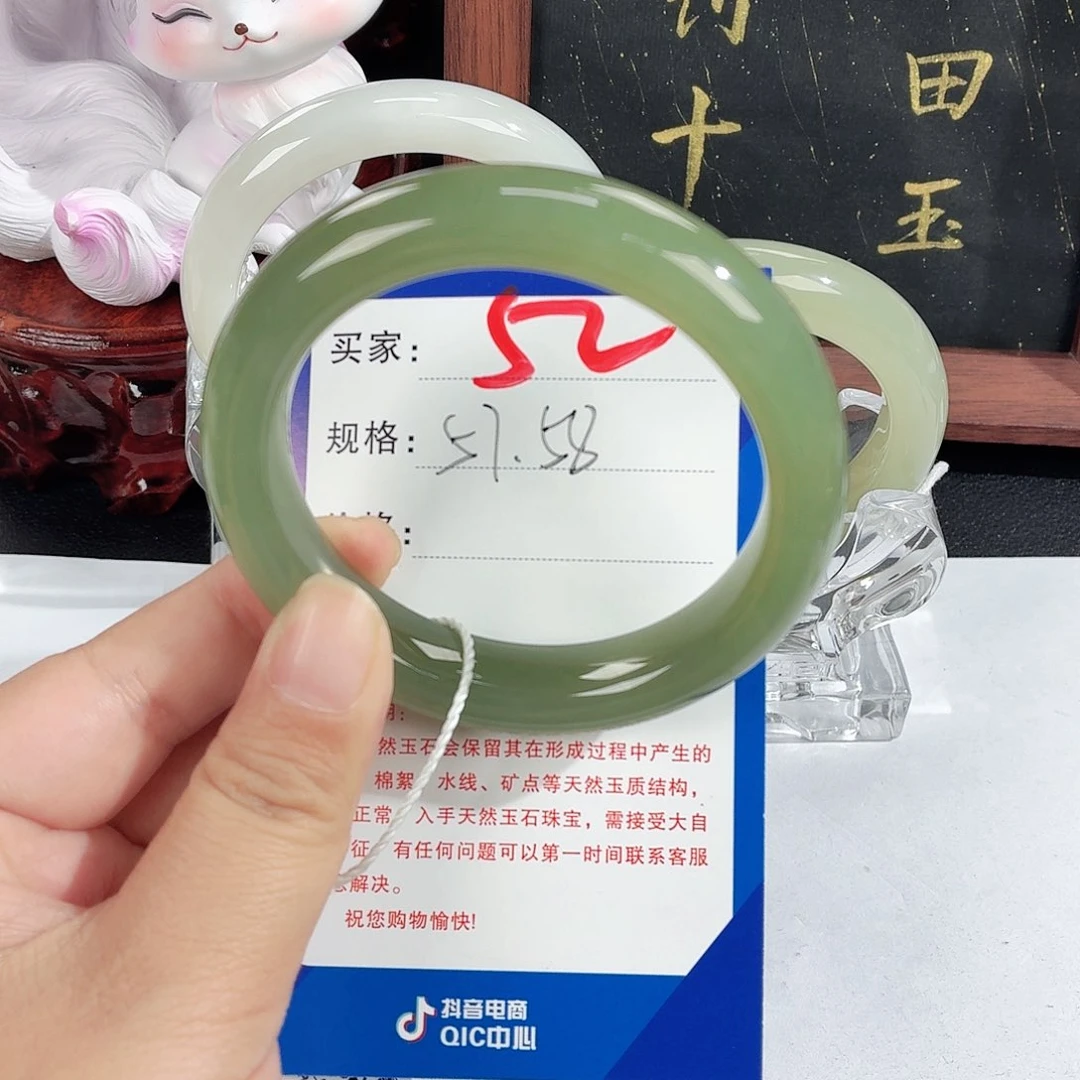 十
田
玉
买家： 52
规格： 57.58
格：
明：
然玉石会保留其在形成过程中产生的
棉絮 水线、矿点等天然玉质结构，
正常 入手天然玉石珠宝，需接受大自
征 有任何问题可以第一时间联系客服
解决。
祝您购物愉快!
抖音电商
QIC中心